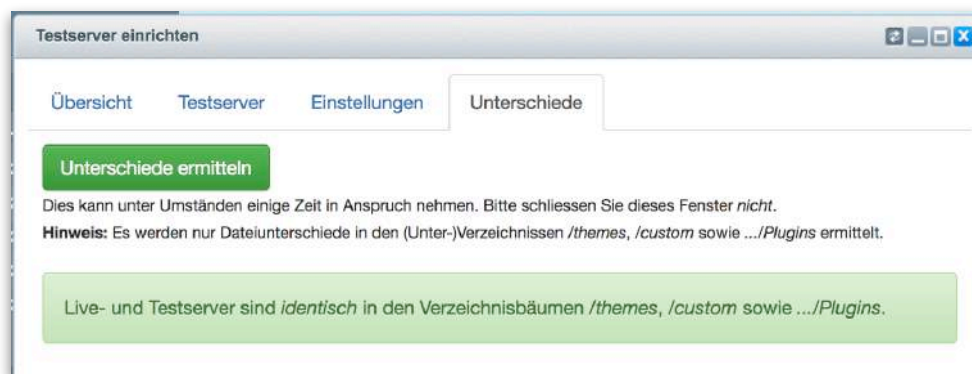 Testserver einrichten
Übersicht Testserver Einstellungen Unterschiede
Unterschiede ermitteln
Dies kann unter Umständen einige Zeit in Anspruch nehmen. Bitte schliessen Sie dieses Fenster nicht.
Hinweis: Es werden nur Dateiunterschiede in den (Unter-)Verzeichnissen /themes, /custom sowie .../Plugins ermittelt.
Live- und Testserver sind identisch in den Verzeichnisbäumen /themes, /custom sowie .../Plugins.